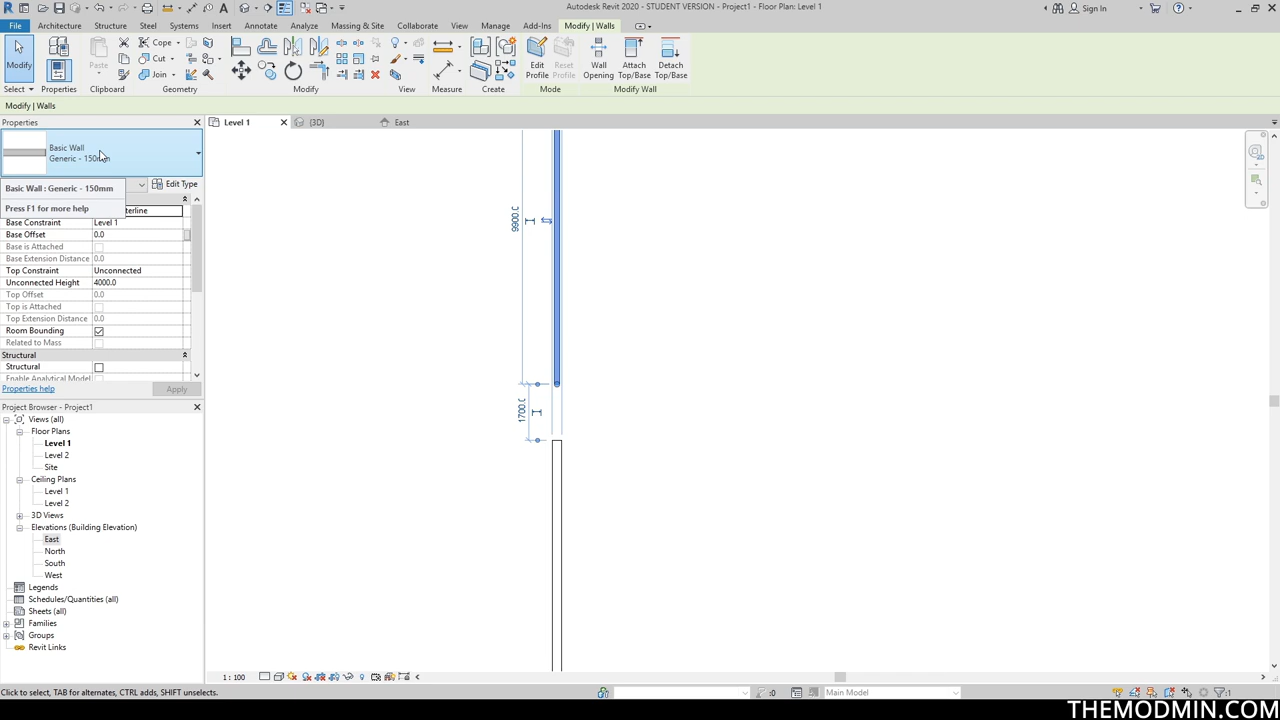 Autodesk Revit 2020 - STUDENT VERSION - Project1 - Floor Plan: Level 1
Sign In
File Architecture Structure Steel Systems Insert Annotate Analyze Massing & Site Collaborate View Manage Add-Ins Modify | Walls
Modify
Paste
Cope
Cut
Join
Edit Profile
Reset Profile
Wall Opening
Attach Top/Base
Detach Top/Base
Select Properties Clipboard Geometry Modify View Measure Create Mode Modify Wall
Modify | Walls
Properties
Level 1
{3D}
East
Basic Wall
Generic - 150mm
Edit Type
Basic Wall : Generic - 150mm
Press F1 for more help
terline
Base Constraint Level 1
Base Offset 0.0
Base is Attached
Base Extension Distance 0.0
Top Constraint Unconnected
Unconnected Height 4000.0
Top Offset 0.0
Top is Attached
Top Extension Distance 0.0
Room Bounding
Related to Mass
Structural
Structural
Enable Analytical Model
Properties help
Apply
9900.0
1700.0
Project Browser - Project1
Views (all)
Floor Plans
Level 1
Level 2
Site
Ceiling Plans
Level 1
Level 2
3D Views
Elevations (Building Elevation)
East
North
South
West
Legends
Schedules/Quantities (all)
Sheets (all)
Families
Groups
Revit Links
1 : 100
Click to select, TAB for alternates, CTRL adds, SHIFT unselects.
:0
Main Model
:1
THEMODMIN.COM